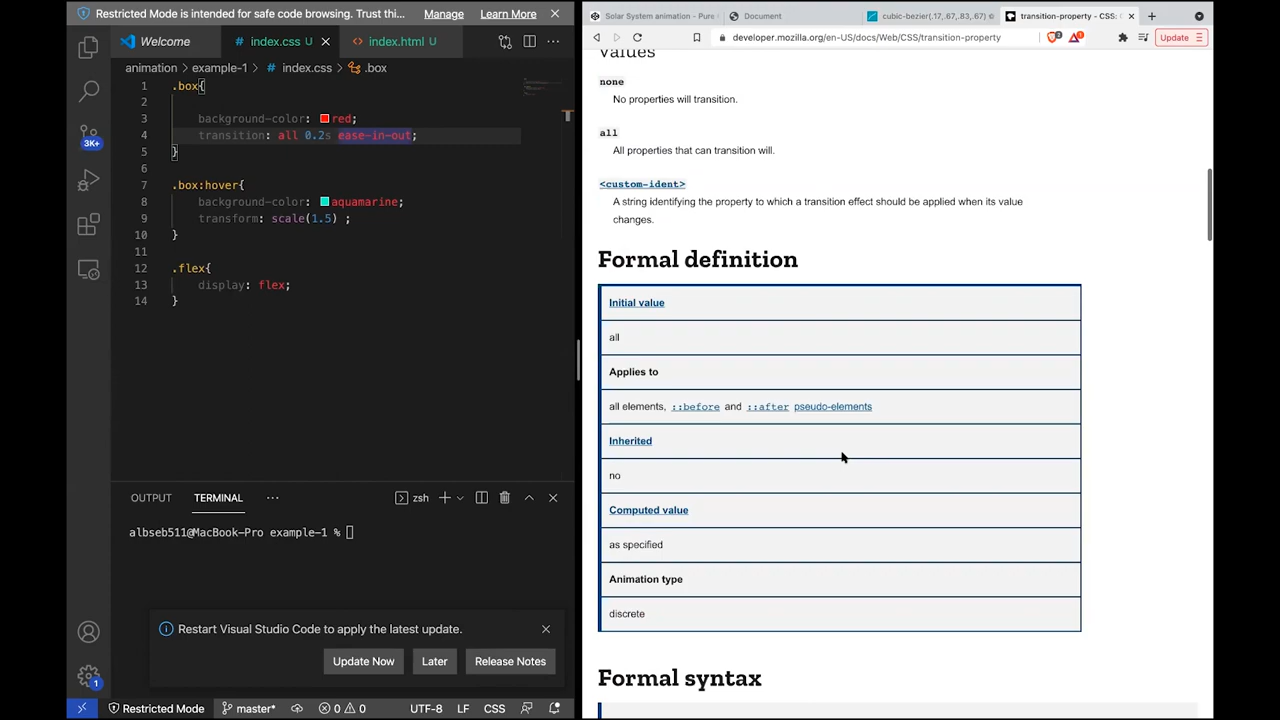 Restricted Mode is intended for safe code browsing. Trust thi... Manage Learn More
Welcome index.css U index.html U
animation > example-1 > # index.css > .box
1 .box{
2
3 background-color: red;
4 transition: all 0.2s ease-in-out;
5 }
6
7 .box:hover{
8 background-color: aquamarine;
9 transform: scale(1.5) ;
10 }
11
12 .flex{
13 display: flex;
14 }
3K+
OUTPUT TERMINAL ...
zsh
albseb511@MacBook-Pro example-1 %
Restart Visual Studio Code to apply the latest update.
Update Now Later Release Notes
1
Restricted Mode master* 0 0 UTF-8 LF CSS
Solar System animation - Pure Document cubic-bezier(.17,.67,.83,.67) transition-property - CSS:
developer.mozilla.org/en-US/docs/Web/CSS/transition-property Update
Values
none
No properties will transition.
all
All properties that can transition will.
<custom-ident>
A string identifying the property to which a transition effect should be applied when its value
changes.
Formal definition
Initial value
all
Applies to
all elements, ::before and ::after pseudo-elements
Inherited
no
Computed value
as specified
Animation type
discrete
Formal syntax